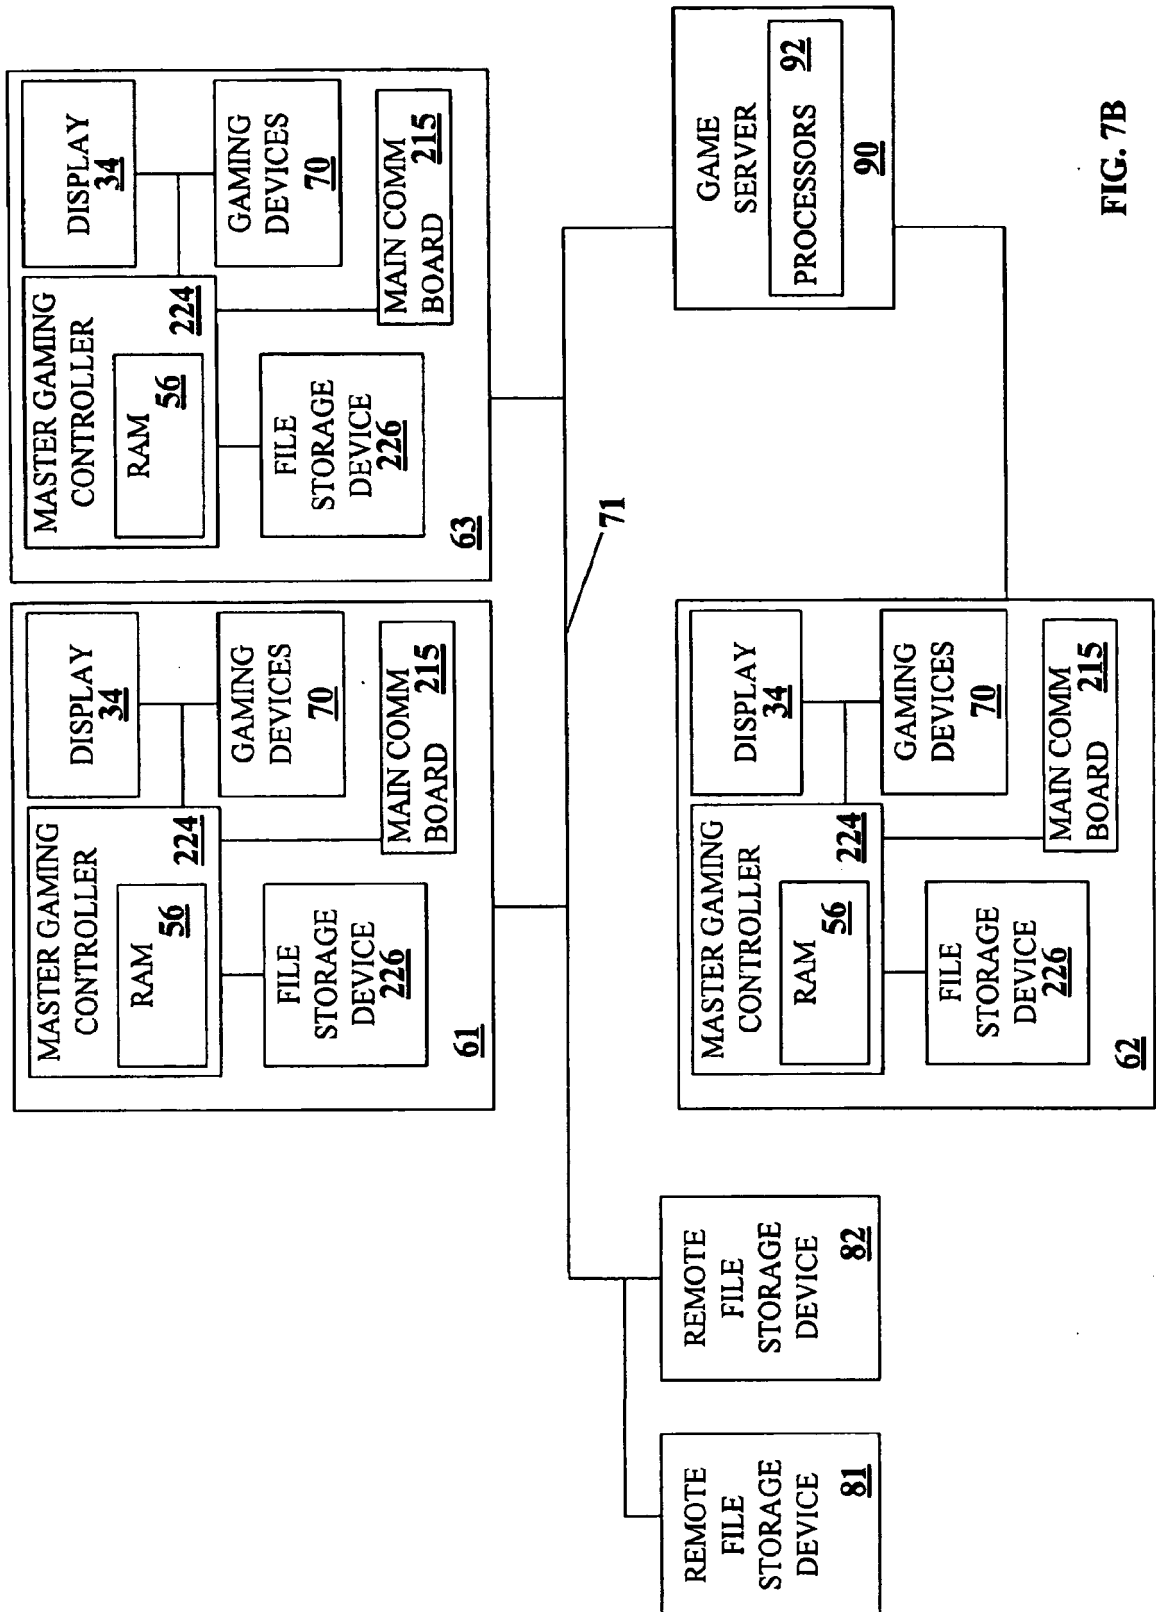 MASTER GAMING
CONTROLLER
224
RAM
56
DISPLAY
34
GAMING
DEVICES
70
FILE
STORAGE
DEVICE
226
MAIN COMM
BOARD
215
61
MASTER GAMING
CONTROLLER
224
RAM
56
DISPLAY
34
GAMING
DEVICES
70
FILE
STORAGE
DEVICE
226
MAIN COMM
BOARD
215
63
71
REMOTE
FILE
STORAGE
DEVICE
81
REMOTE
FILE
STORAGE
DEVICE
82
MASTER GAMING
CONTROLLER
224
RAM
56
DISPLAY
34
GAMING
DEVICES
70
FILE
STORAGE
DEVICE
226
MAIN COMM
BOARD
215
62
GAME
SERVER
PROCESSORS
92
90
FIG. 7B